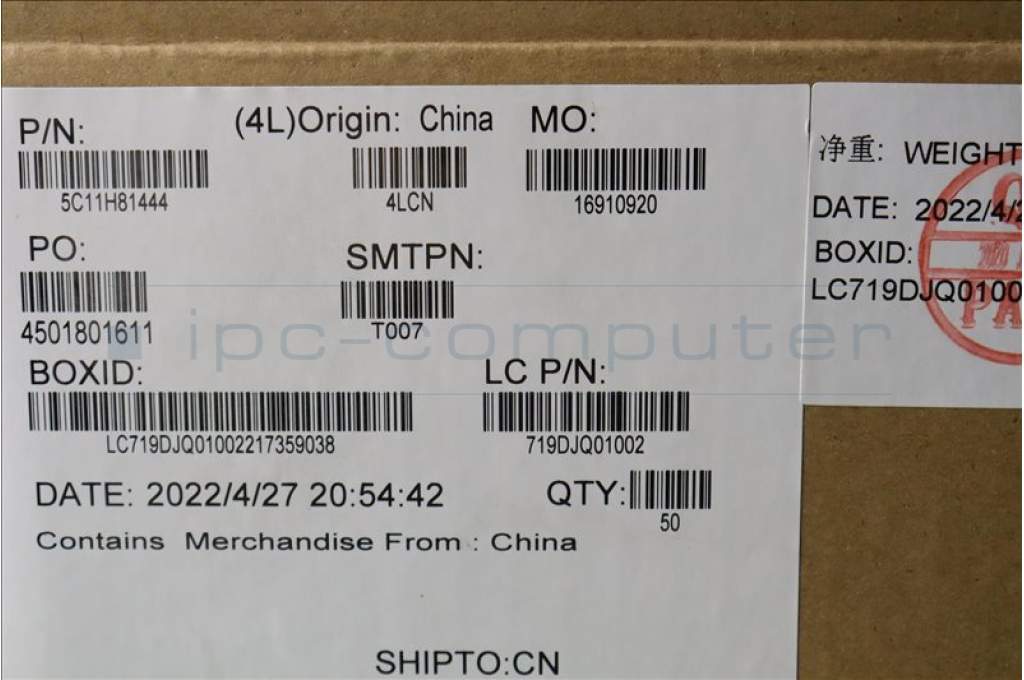 P/N: (4L)Origin: China MO:
5C11H81444 4LCN 16910920
PO: SMTPN:
4501801611 T007
BOXID: LC P/N:
LC719DJQ01002217359038 719DJQ01002
DATE: 2022/4/27 20:54:42 QTY:
50
Contains Merchandise From : China
SHIPTO:CN
净重: WEIGHT
DATE: 2022/4/2
BOXID:
LC719DJQ0100
PA
ipc-computer